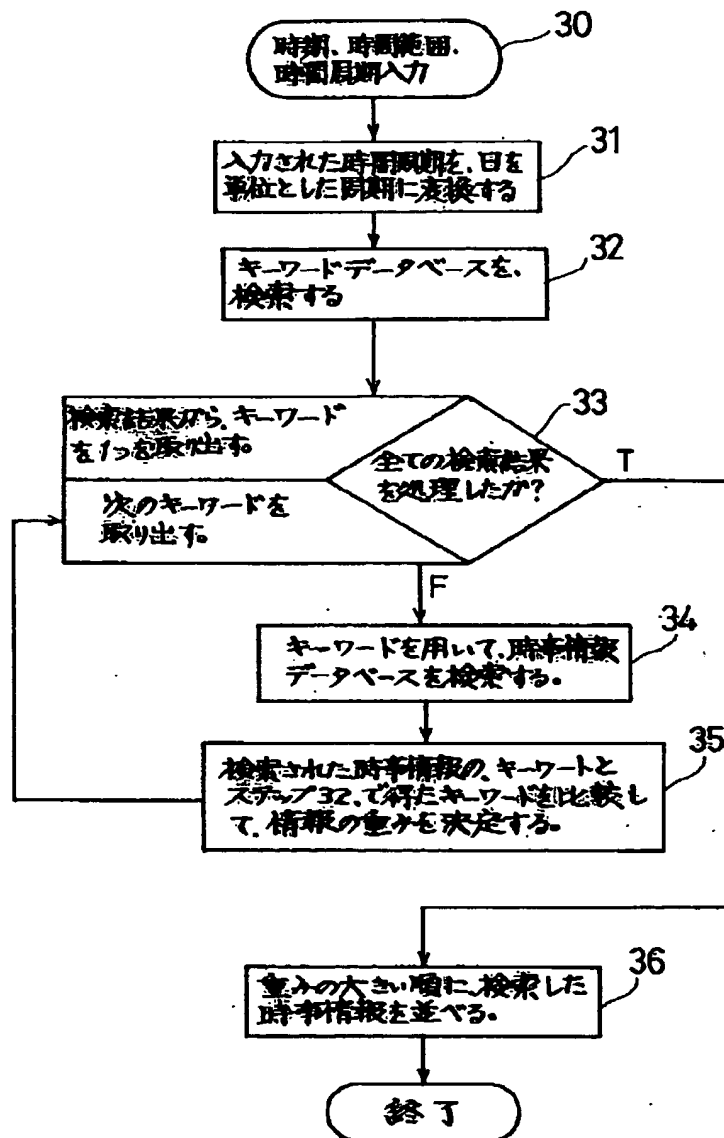 30
時期、時間範囲、
時間周期入力
31
入力された時間周期を、日を
単位とした周期に変換する
32
キーワードデータベースを、
検索する
33
検索結果から、キーワード
を1つを取り出す。
全ての検索結果
を処理したか?
T
次のキーワードを
取り出す。
F
34
キーワードを用いて、時事情報
データベースを検索する。
35
検索された時事情報の、キーワートと
ステップ32、で得たキーワードを比較し
て、情報の重みを決定する。
36
重みの大きい順に、検索した
時事情報を並べる。
終了